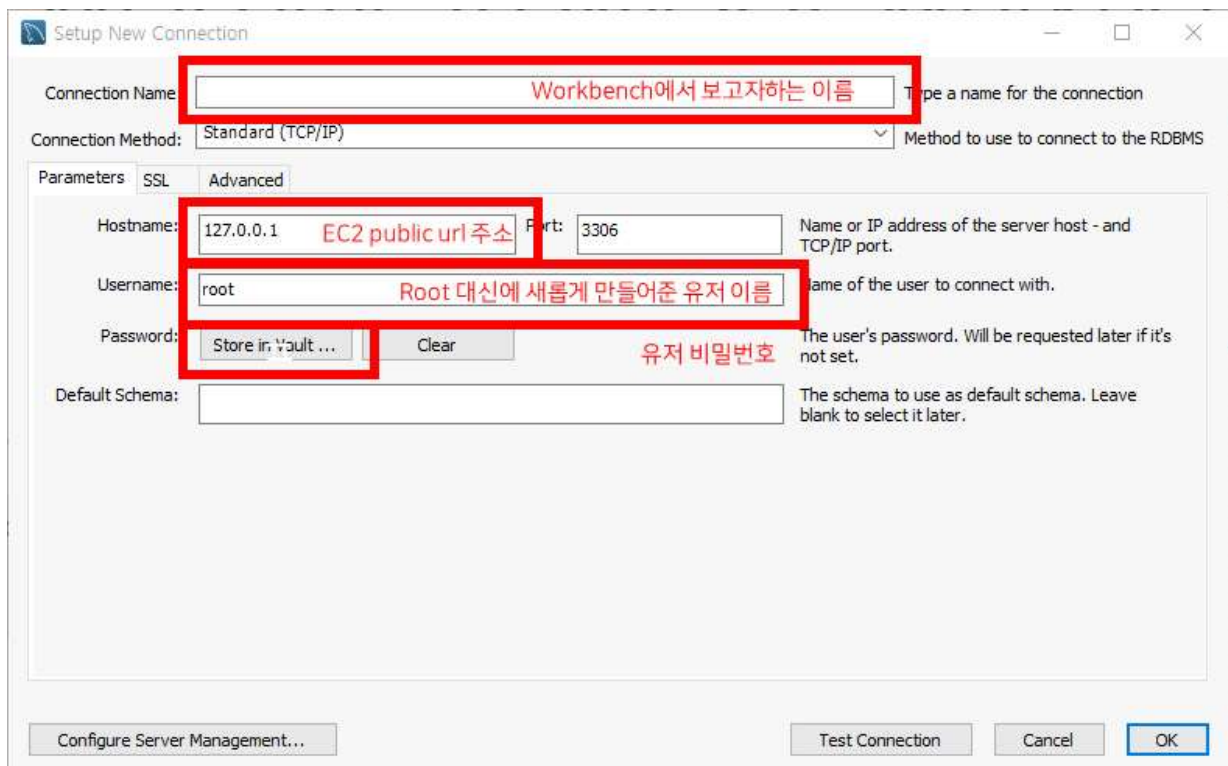 Setup New Connection
Connection Name
Workbench에서 보고자하는 이름
Type a name for the connection
Connection Method:
Standard (TCP/IP)
Method to use to connect to the RDBMS
Parameters
SSL
Advanced
Hostname:
127.0.0.1
EC2 public url 주소
Port:
3306
Name or IP address of the server host - and
TCP/IP port.
Username:
root
Root 대신에 새롭게 만들어준 유저 이름
Name of the user to connect with.
Password:
Store in Vault ...
Clear
유저 비밀번호
The user's password. Will be requested later if it's
not set.
Default Schema:
The schema to use as default schema. Leave
blank to select it later.
Configure Server Management...
Test Connection
Cancel
OK